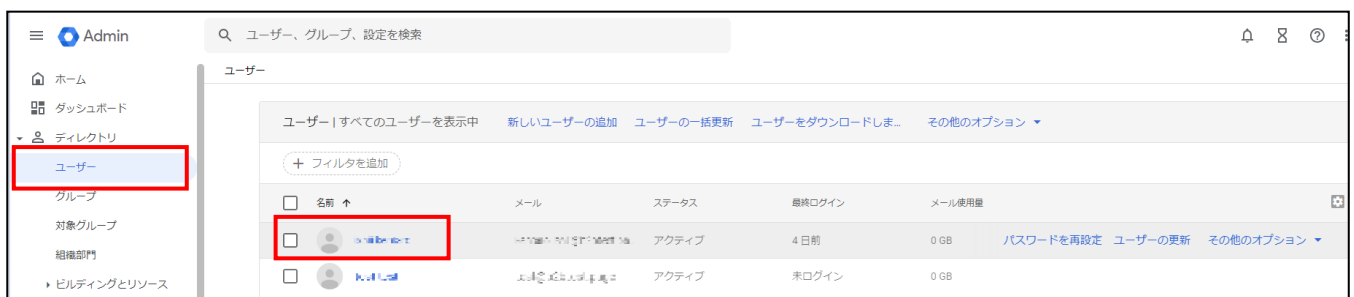 Admin
ユーザー、グループ、設定を検索
ホーム
ダッシュボード
ディレクトリ
ユーザー
グループ
対象グループ
組織部門
ビルディングとリソース
ユーザー
ユーザー | すべてのユーザーを表示中 新しいユーザーの追加 ユーザーの一括更新 ユーザーをダウンロードしま... その他のオプション
+ フィルタを追加
名前 ↑ メール ステータス 最終ログイン メール使用量
アクティブ 4 日前 0 GB パスワードを再設定 ユーザーの更新 その他のオプション
アクティブ 未ログイン 0 GB